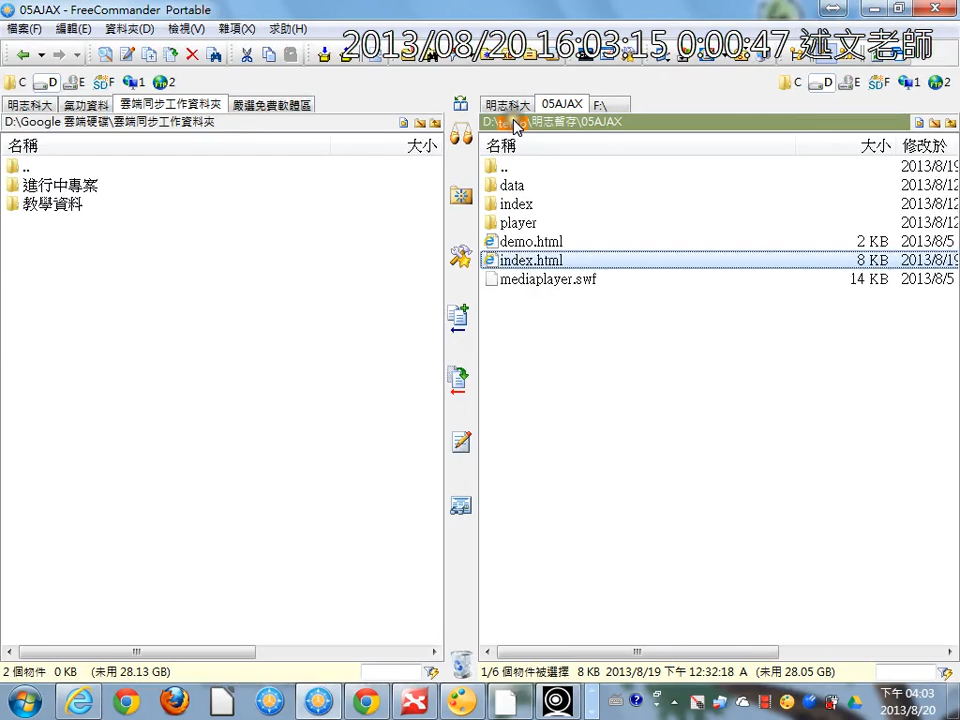 05AJAX - FreeCommander Portable
檔案(F) 編輯(E) 資料夾(D) 檢視(V) 雜項(X) 求助(H)
2013/08/20 16:03:15 0:00:47 述文老師
C D E F 1 2
C D E F 1 2
明志科大 氣功資料 雲端同步工作資料夾 嚴選免費軟體區
明志科大 05AJAX F:\
D:\Google 雲端硬碟\雲端同步工作資料夾
\明志暫存\05AJAX
名稱 大小
名稱 大小 修改於
..
進行中專案
教學資料
.. 2013/8/19
data 2013/8/12
index 2013/8/12
player 2013/8/12
demo.html 2 KB 2013/8/5
index.html 8 KB 2013/8/19
mediaplayer.swf 14 KB 2013/8/5
2 個物件 0 KB (未用 28.13 GB)
1/6 個物件被選擇 8 KB 2013/8/19 下午 12:32:18 A (未用 28.05 GB)
下午 04:03
2013/8/20